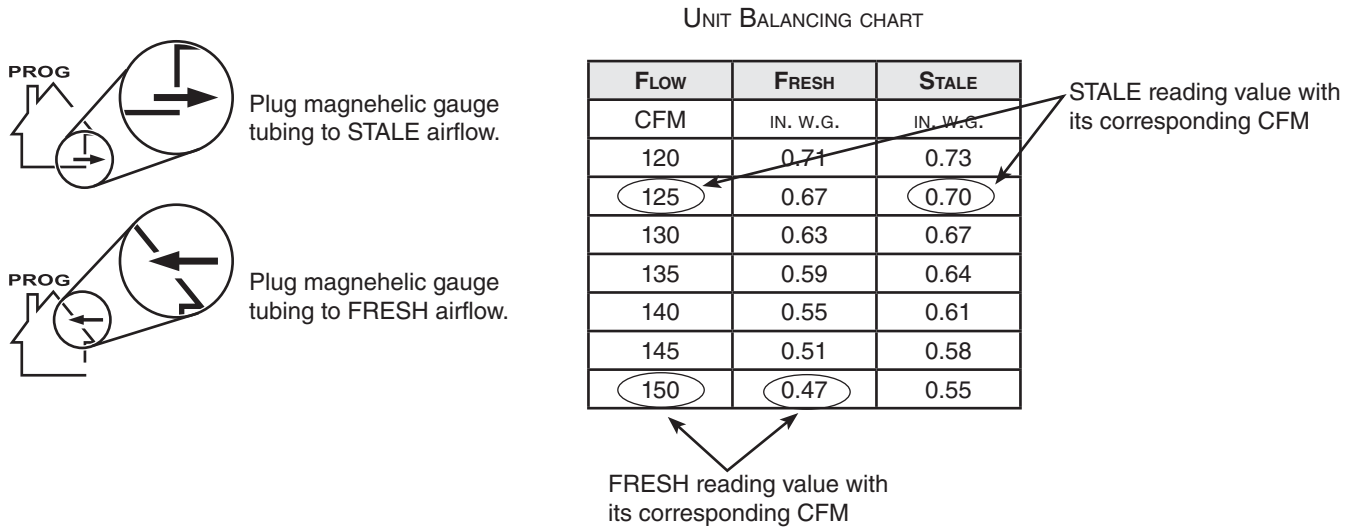 PROG
Plug magnehelic gauge
tubing to STALE airflow.
PROG
Plug magnehelic gauge
tubing to FRESH airflow.
UNIT BALANCING CHART
FLOW FRESH STALE
CFM IN. W.G. IN. W.G.
120 0.71 0.73
125 0.67 0.70
130 0.63 0.67
135 0.59 0.64
140 0.55 0.61
145 0.51 0.58
150 0.47 0.55
STALE reading value with
its corresponding CFM
FRESH reading value with
its corresponding CFM